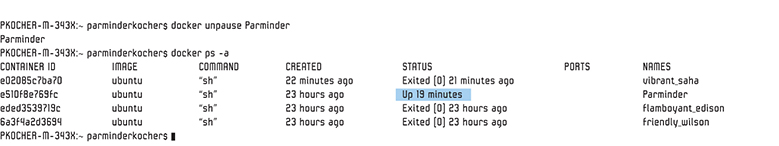 PKOCHER-M-343X:~ parminderkocher$ docker unpause Parminder
Parminder
PKOCHER-M-343X:~ parminderkocher$ docker ps -a
CONTAINER ID IMAGE COMMAND CREATED STATUS PORTS NAMES
e02085c7ba70 ubuntu "sh" 22 minutes ago Exited [0] 21 minutes ago vibrant_saha
e510f8e769fc ubuntu "sh" 23 hours ago Up 19 minutes Parminder
eded3539719c ubuntu "sh" 23 hours ago Exited [0] 23 hours ago flamboyant_edison
6a3f4a2d3694 ubuntu "sh" 23 hours ago Exited [0] 23 hours ago friendly_wilson
PKOCHER-M-343X:~ parminderkocher$